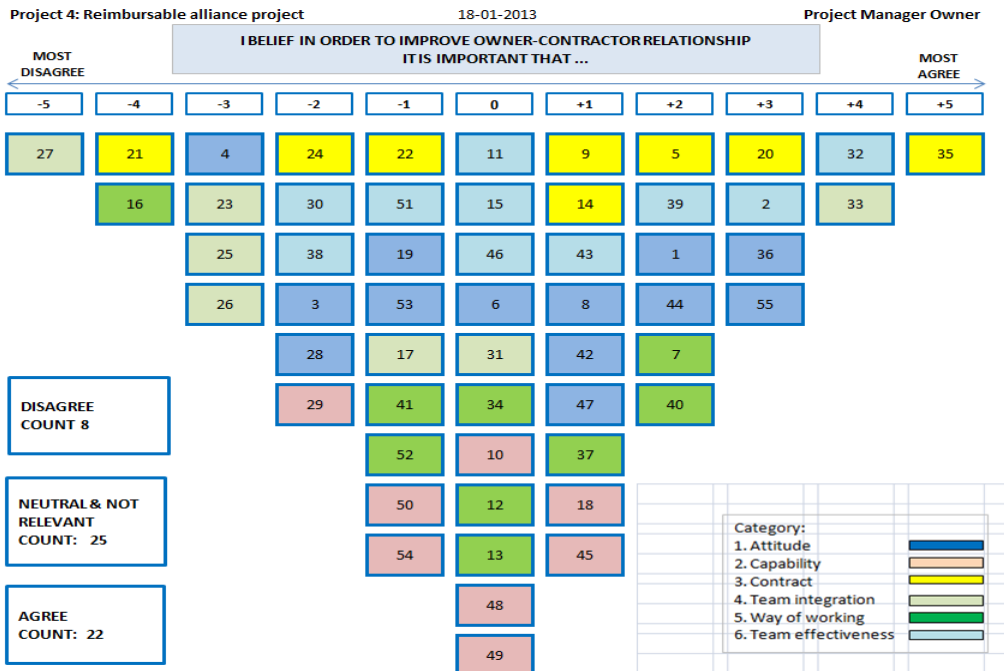 Project 4: Reimbursable alliance project 18-01-2013 Project Manager Owner
I BELIEF IN ORDER TO IMPROVE OWNER-CONTRACTOR RELATIONSHIP
IT IS IMPORTANT THAT ...
MOST
DISAGREE
MOST
AGREE
-5 -4 -3 -2 -1 0 +1 +2 +3 +4 +5
27 21 4 24 22 11 9 5 20 32 35
16 23 30 51 15 14 39 2 33
25 38 19 46 43 1 36
26 3 53 6 8 44 55
28 17 31 42 7
29 41 34 47 40
52 10 37
50 12 18
54 13 45
48
49
DISAGREE
COUNT 8
NEUTRAL & NOT
RELEVANT
COUNT: 25
AGREE
COUNT: 22
Category:
1. Attitude
2. Capability
3. Contract
4. Team integration
5. Way of working
6. Team effectiveness